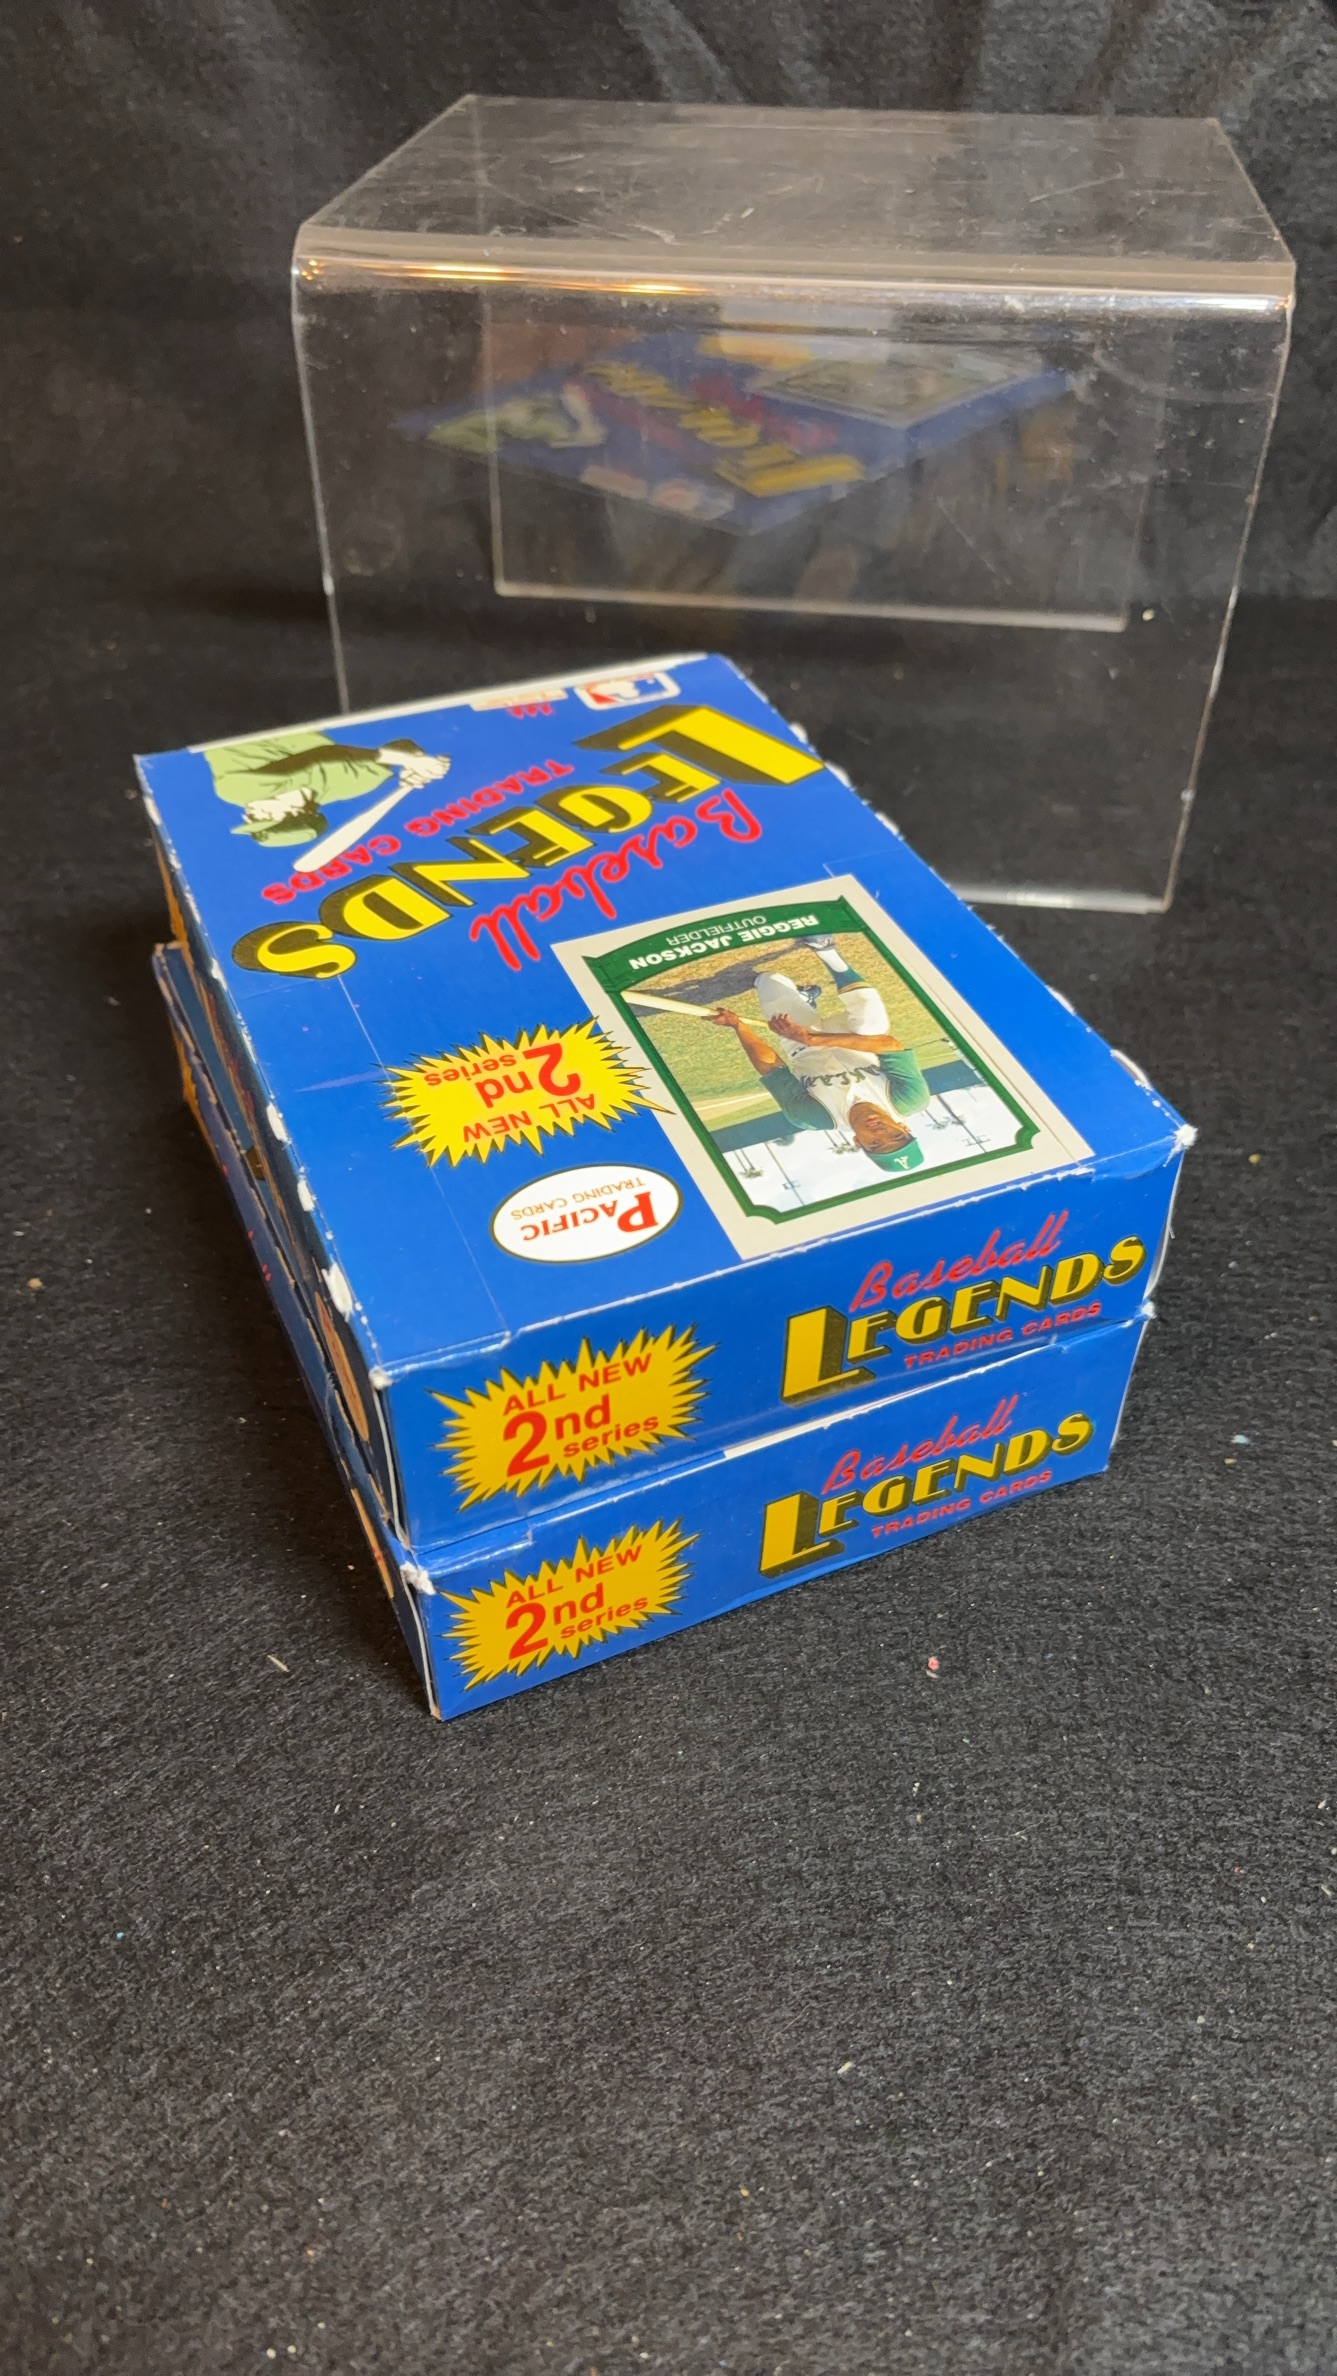 Baseball
LEGENDS
TRADING CARDS
REGGIE JACKSON
OUTFIELDER
ALL NEW
2nd
series
PACIFIC
TRADING CARDS
Baseball
LEGENDS
TRADING CARDS
ALL NEW
2nd
series
Baseball
LEGENDS
TRADING CARDS
ALL NEW
2nd
series